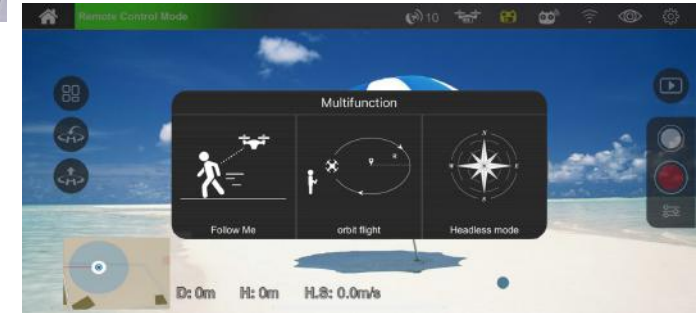 Remote Control Mode
10
Multifunction
N
R
S
Follow Me
orbit flight
Headless mode
D: 0m H: 0m H.S: 0.0m/s